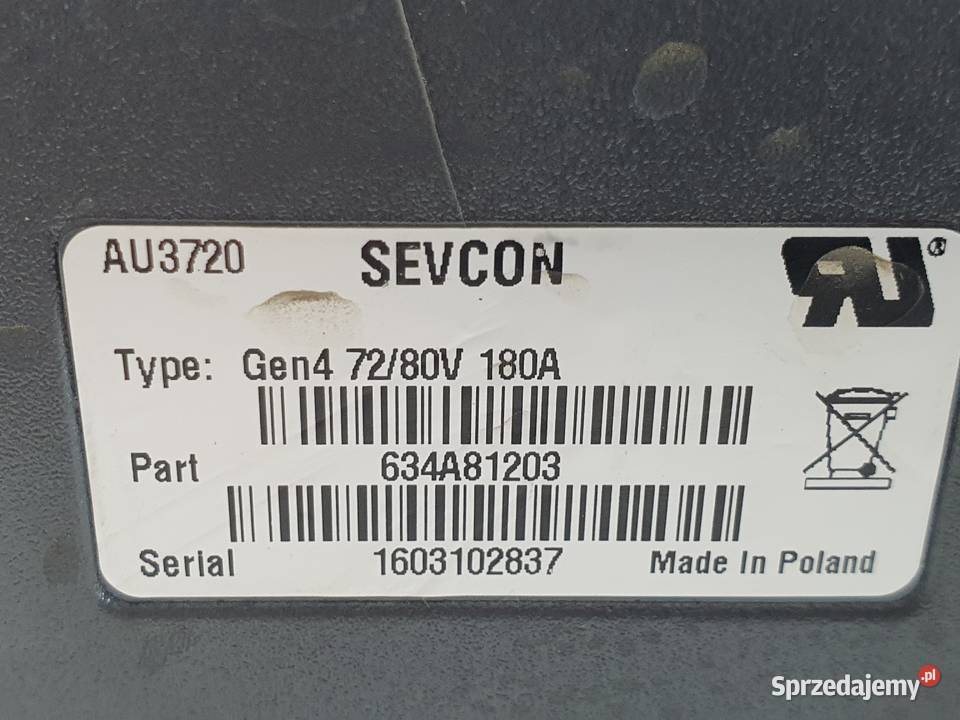 AU3720 SEVCON ®
Type: Gen4 72/80V 180A
Part 634A81203
Serial 1603102837 Made In Poland
Sprzedajemy.pl